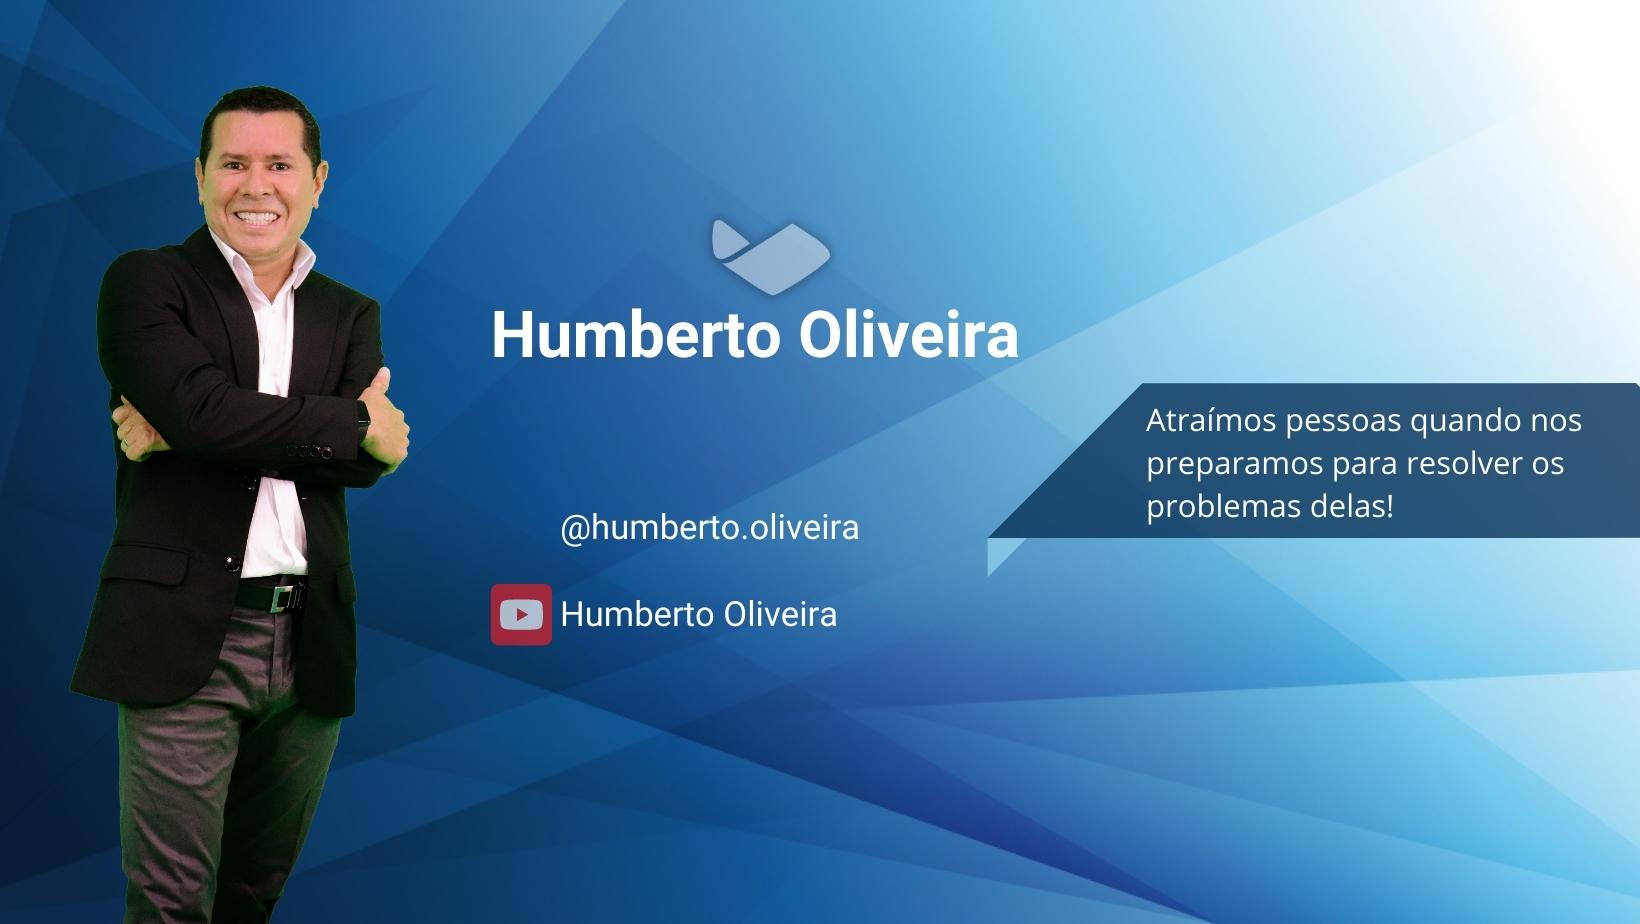 Humberto Oliveira
Atraímos pessoas quando nos
preparamos para resolver os
problemas delas!
@humberto.oliveira
Humberto Oliveira